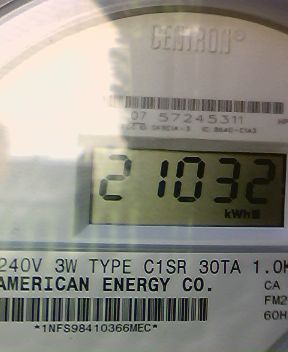 CENTRON®
07 57245311
21032
kWh
240V 3W TYPE C1SR 30TA 1.0K
AMERICAN ENERGY CO. CA
FM2
60H
*1NFS98410366MEC*